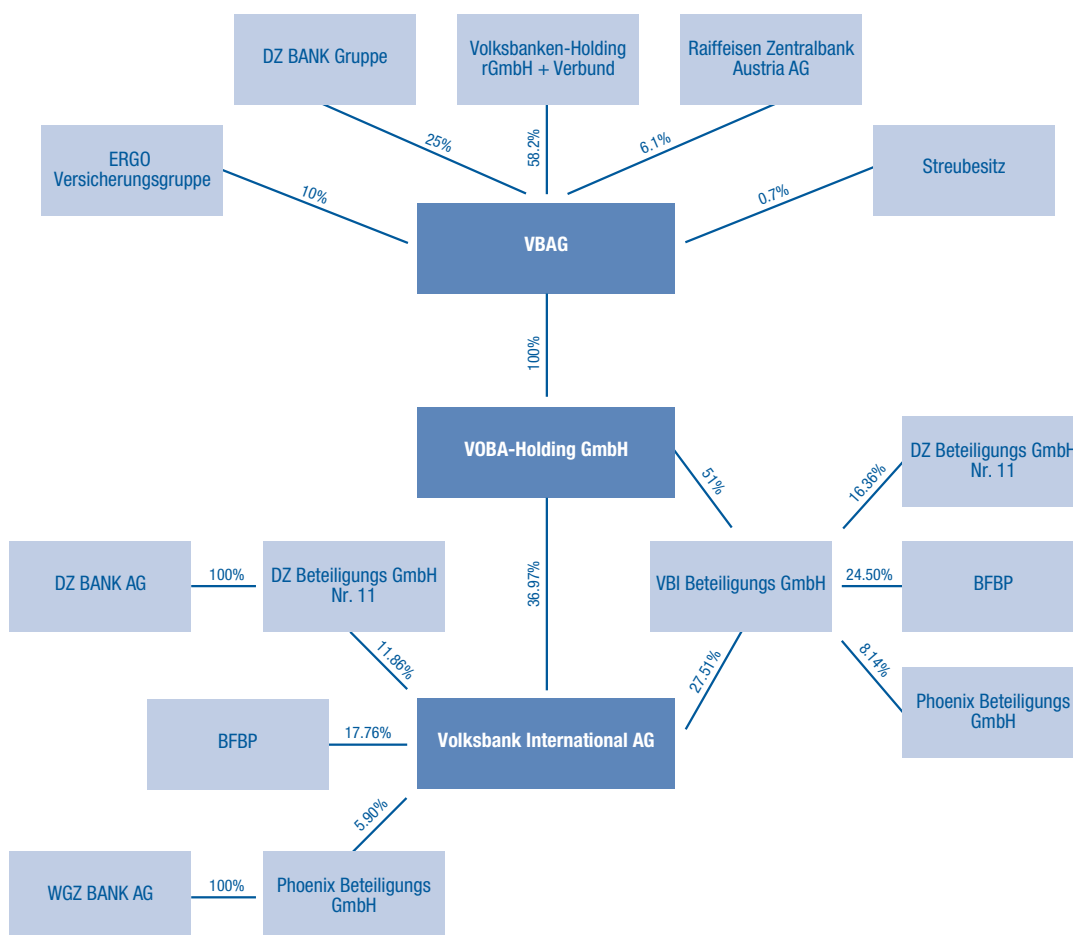 DZ BANK Gruppe
Volksbanken-Holding
rGmbH + Verbund
Raiffeisen Zentralbank
Austria AG
ERGO
Versicherungsgruppe
Streubesitz
25%
58.2%
6.1%
10%
0.7%
VBAG
100%
VOBA-Holding GmbH
51%
DZ Beteiligungs GmbH
Nr. 11
16.36%
DZ BANK AG
100%
DZ Beteiligungs GmbH
Nr. 11
36.97%
VBI Beteiligungs GmbH
24.50%
BFBP
11.86%
27.51%
8.14%
Phoenix Beteiligungs
GmbH
BFBP
17.76%
Volksbank International AG
5.90%
WGZ BANK AG
100%
Phoenix Beteiligungs
GmbH